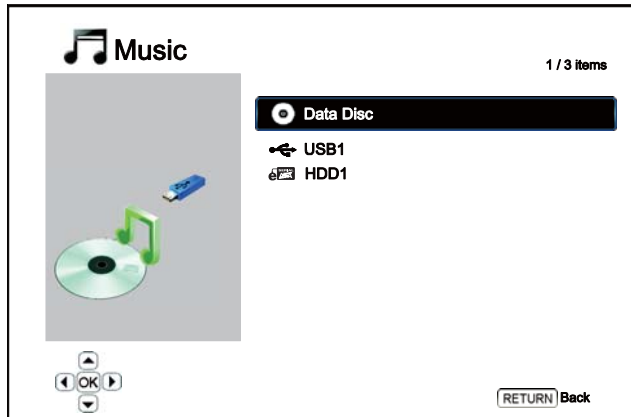 Music
1 / 3 items
Data Disc
USB1
HDD1
OK
RETURN Back